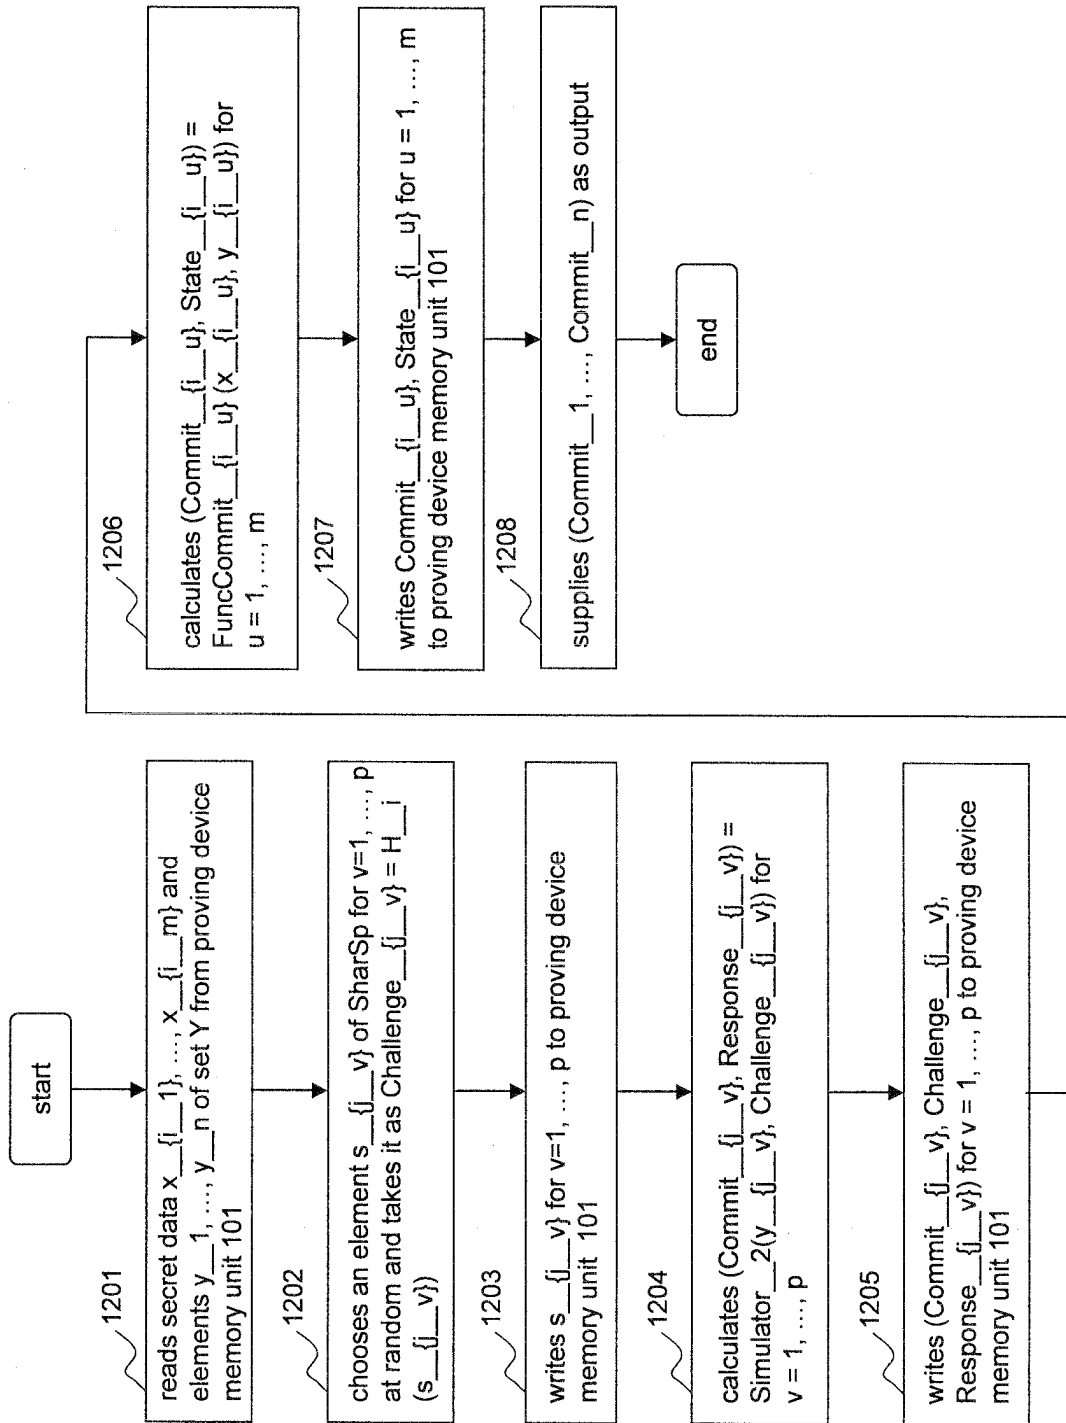 start
1201
reads secret data x__{i__1}, ..., x__{i__m} and
elements y__1, ..., y__n of set Y from proving device
memory unit 101
1202
chooses an element s__{j__v} of SharSp for v=1, ..., p
at random and takes it as Challenge__{j__v} = H__i
(s__{j__v})
1203
writes s__{j__v} for v=1, ..., p to proving device
memory unit 101
1204
calculates (Commit__{j__v}, Response__{j__v}) =
Simulator__2(y__{j__v}, Challenge__{j__v}) for
v = 1, ..., p
1205
writes (Commit__{j__v}, Challenge__{j__v},
Response__{j__v}) for v = 1, ..., p to proving device
memory unit 101
1206
calculates (Commit__{i__u}, State__{i__u}) =
FuncCommit__{i__u} (x__{i__u}, y__{i__u}) for
u = 1, ..., m
1207
writes Commit__{i__u}, State__{i__u} for u = 1, ..., m
to proving device memory unit 101
1208
supplies (Commit__1, ..., Commit__n) as output
end